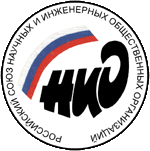 РОССИЙСКИЙ СОЮЗ НАУЧНЫХ И ИНЖЕНЕРНЫХ ОБЩЕСТВЕННЫХ ОРГАНИЗАЦИЙ
НИО